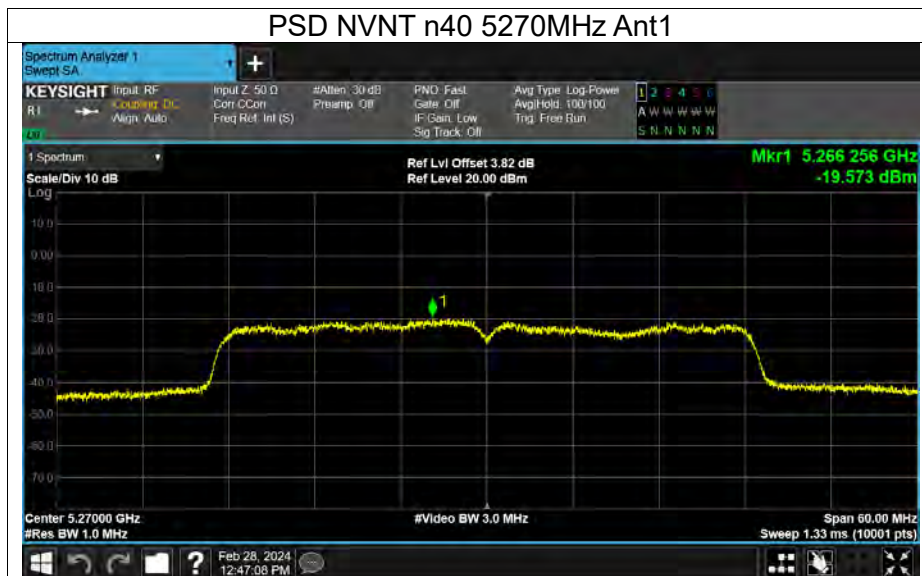 PSD NVNT n40 5270MHz Ant1
Spectrum Analyzer 1
Swept SA
+
KEYSIGHT Input: RF Input Z: 50 Ω #Atten: 30 dB PNO: Fast Avg Type: Log-Power 1 2 3 4 5 6
Coupling: DC Corr CCorr Preamp: Off Gate: Off Avg|Hold: 100/100 A W W W W W
Align: Auto Freq Ref: Int (S) IF Gain: Low Trig: Free Run
Sig Track: Off S N N N N N
1 Spectrum
Ref Lvl Offset 3.82 dB Mkr1 5.266 256 GHz
Scale/Div 10 dB Ref Level 20.00 dBm -19.573 dBm
Log
10.0
0.00
1
-40.0
-50.0
-60.0
-70.0
Center 5.27000 GHz #Video BW 3.0 MHz Span 60.00 MHz
#Res BW 1.0 MHz Sweep 1.33 ms (10001 pts)
? Feb 28, 2024
12:47:08 PM